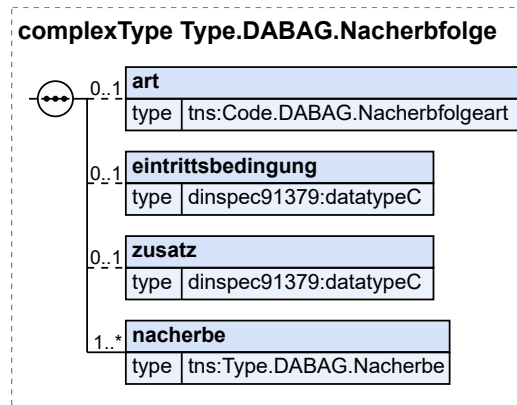 complexType Type.DABAG.Nacherbfolge
0..1
art
type tns:Code.DABAG.Nacherbfolgeart
0..1
eintrittsbedingung
type dinspec91379:datatypeC
0..1
zusatz
type dinspec91379:datatypeC
1..*
nacherbe
type tns:Type.DABAG.Nacherbe